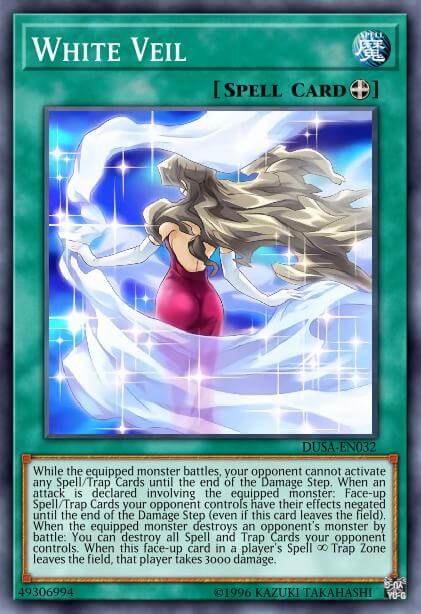 WHITE VEIL
SPELL
魔
[SPELL CARD]
DUSA-EN032
While the equipped monster battles, your opponent cannot activate
any Spell/Trap Cards until the end of the Damage Step. When an
attack is declared involving the equipped monster: Face-up
Spell/Trap Cards your opponent controls have their effects negated
until the end of the Damage Step (even if this card leaves the field).
When the equipped monster destroys an opponent's monster by
battle: You can destroy all Spell and Trap Cards your opponent
controls. When this face-up card in a player's Spell ∞ Trap Zone
leaves the field, that player takes 3000 damage.
49306994
©1996 KAZUKI TAKAHASHI